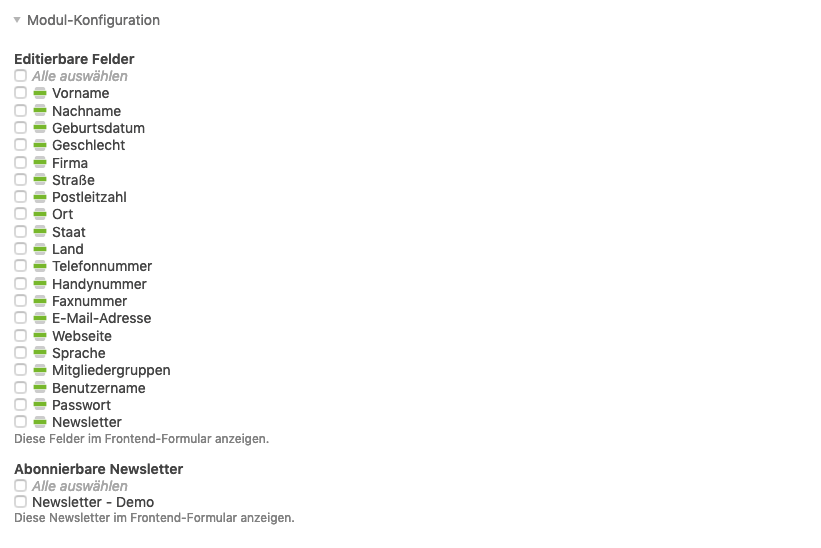 Modul-Konfiguration
Editierbare Felder
Alle auswählen
Vorname
Nachname
Geburtsdatum
Geschlecht
Firma
Straße
Postleitzahl
Ort
Staat
Land
Telefonnummer
Handynummer
Faxnummer
E-Mail-Adresse
Webseite
Sprache
Mitgliedergruppen
Benutzername
Passwort
Newsletter
Diese Felder im Frontend-Formular anzeigen.
Abonnierbare Newsletter
Alle auswählen
Newsletter - Demo
Diese Newsletter im Frontend-Formular anzeigen.